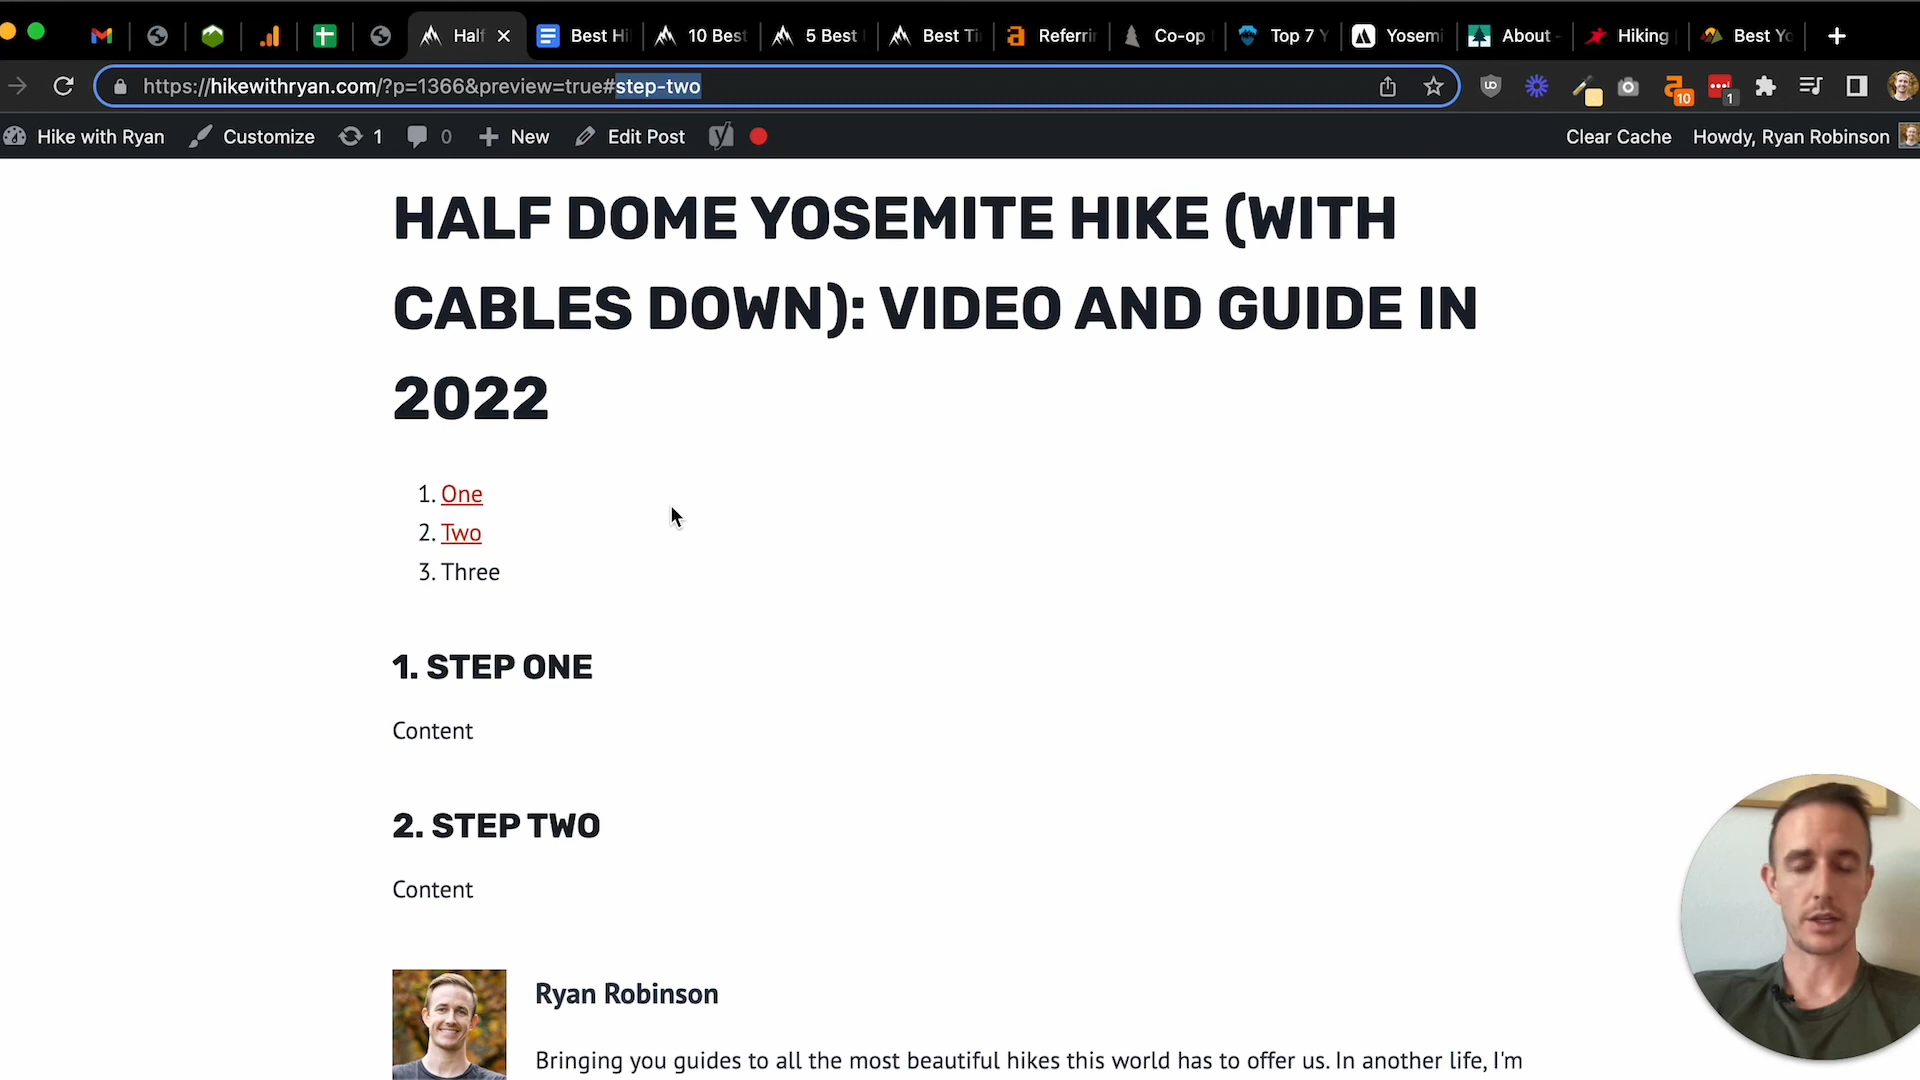 Half
Best Hi
10 Best
5 Best
Best Ti
Referrin
Co-op
Top 7 Y
Yosemi
About -
Hiking
Best Yo
https://hikewithryan.com/?p=1366&preview=true#step-two
10
1
Hike with Ryan
Customize
1
0
New
Edit Post
Clear Cache
Howdy, Ryan Robinson
HALF DOME YOSEMITE HIKE (WITH
CABLES DOWN): VIDEO AND GUIDE IN
2022
1. One
2. Two
3. Three
1. STEP ONE
Content
2. STEP TWO
Content
Ryan Robinson
Bringing you guides to all the most beautiful hikes this world has to offer us. In another life, I'm